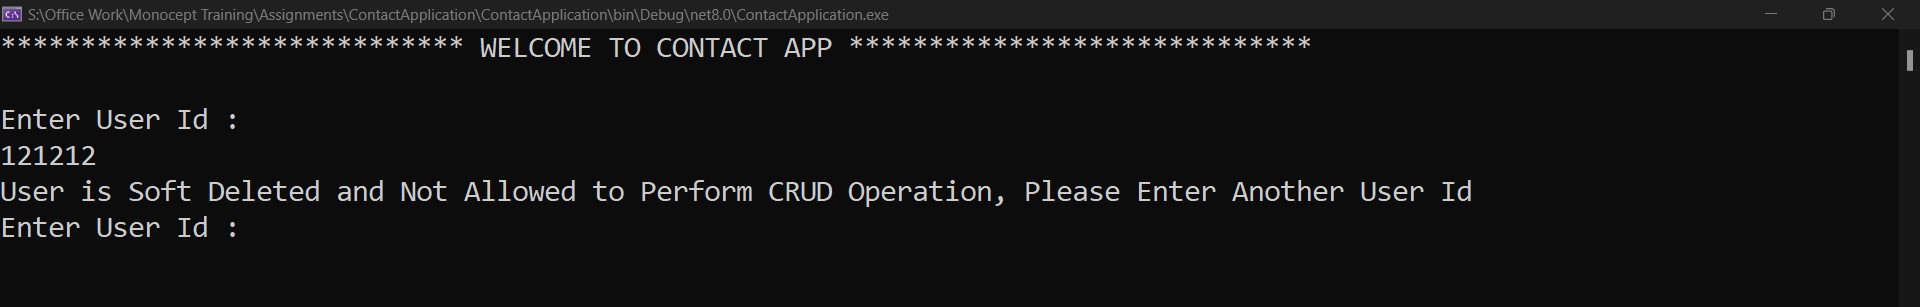 S:\Office Work\Monocept Training\Assignments\ContactApplication\ContactApplication\bin\Debug\net8.0\ContactApplication.exe
***************************** WELCOME TO CONTACT APP *****************************
Enter User Id :
121212
User is Soft Deleted and Not Allowed to Perform CRUD Operation, Please Enter Another User Id
Enter User Id :